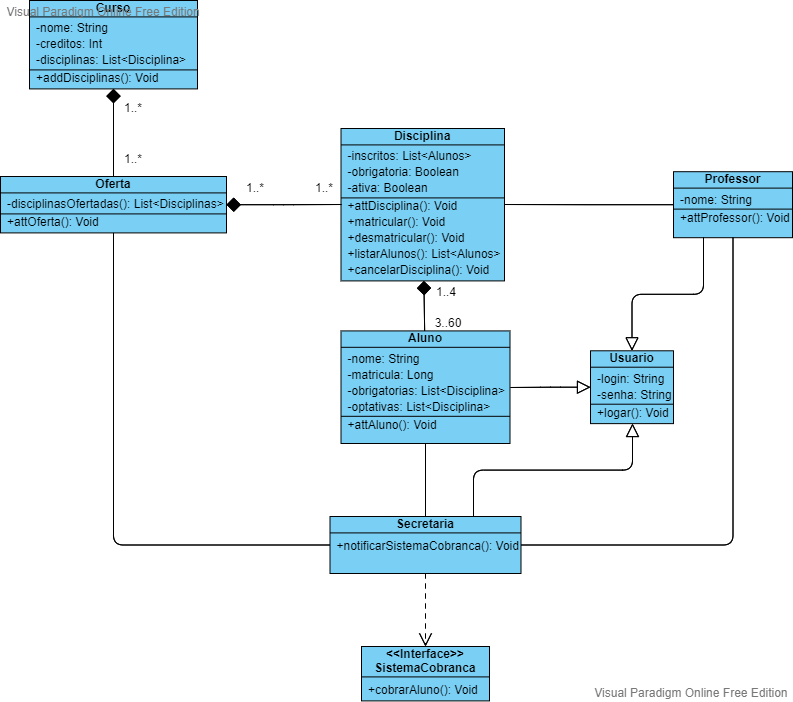 Visual Paradigm Online Free Edition
Curso
-nome: String
-creditos: Int
-disciplinas: List<Disciplina>
+addDisciplinas(): Void
1..*
1..*
Oferta
-disciplinasOfertadas(): List<Disciplinas>
+attOferta(): Void
1..*
1..*
Disciplina
-inscritos: List<Alunos>
-obrigatoria: Boolean
-ativa: Boolean
+attDisciplina(): Void
+matricular(): Void
+desmatricular(): Void
+listarAlunos(): List<Alunos>
+cancelarDisciplina(): Void
Professor
-nome: String
+attProfessor(): Void
1..4
3..60
Aluno
-nome: String
-matricula: Long
-obrigatorias: List<Disciplina>
-optativas: List<Disciplina>
+attAluno(): Void
Usuario
-login: String
-senha: String
+logar(): Void
Secretaria
+notificarSistemaCobranca(): Void
<<Interface>>
SistemaCobranca
+cobrarAluno(): Void
Visual Paradigm Online Free Edition